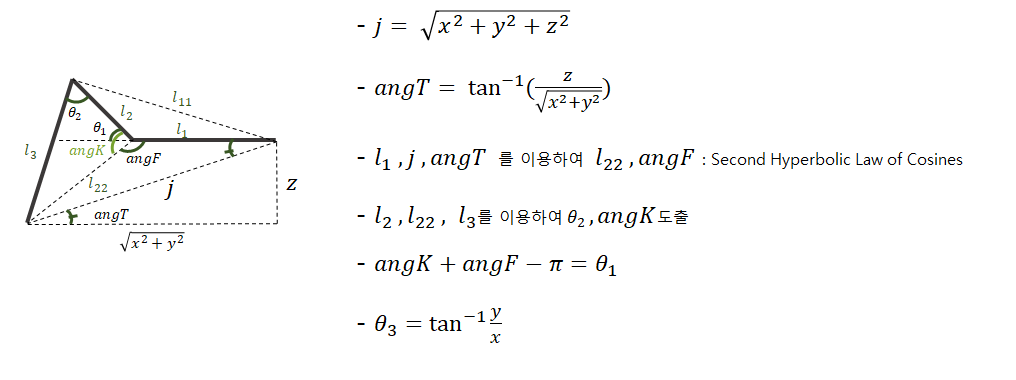 - j = √(x² + y² + z²)
- angT = tan⁻¹(z/√(x²+y²))
- l₁ , j , angT 를 이용하여 l₂₂ , angF : Second Hyperbolic Law of Cosines
- l₂ , l₂₂ , l₃를 이용하여 θ₂ , angK도출
- angK + angF − π = θ₁
- θ₃ = tan⁻¹ y/x
l₁₁
θ₂
l₂
θ₁
l₁
l₃
angK
angF
l₂₂
j
z
angT
√(x² + y²)